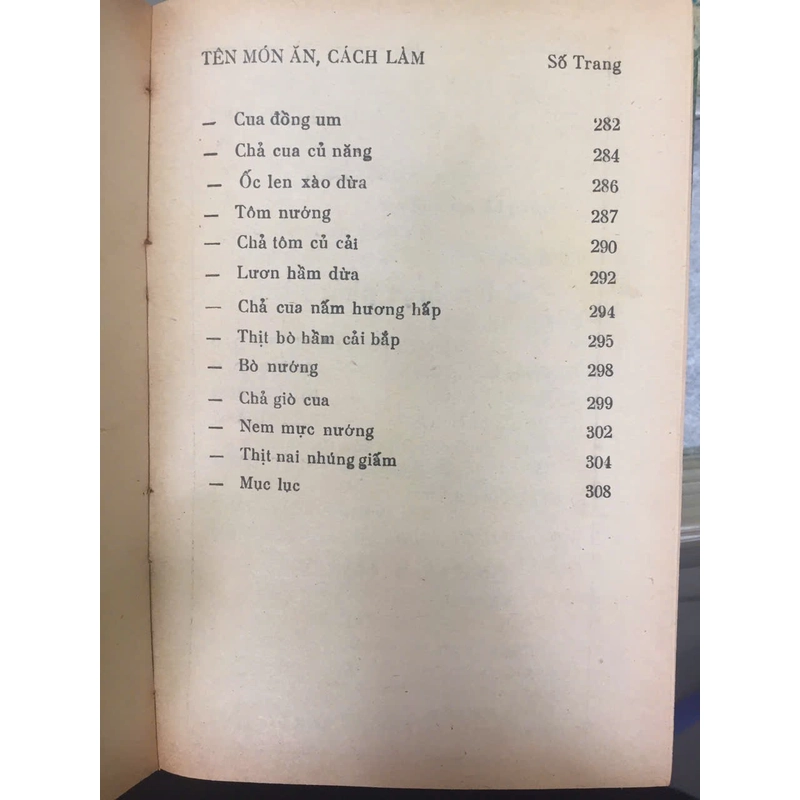 TÊN MÓN ĂN, CÁCH LÀM Số Trang
— Cua đồng um 282
— Chả cua củ năng 284
— Ốc len xào dừa 286
— Tôm nướng 287
— Chả tôm củ cải 290
— Lươn hầm dừa 292
— Chả cua nấm hương hấp 294
— Thịt bò hầm cải bắp 295
— Bò nướng 298
— Chả giò cua 299
— Nem mực nướng 302
— Thịt nai nhúng giấm 304
— Mục lục 308